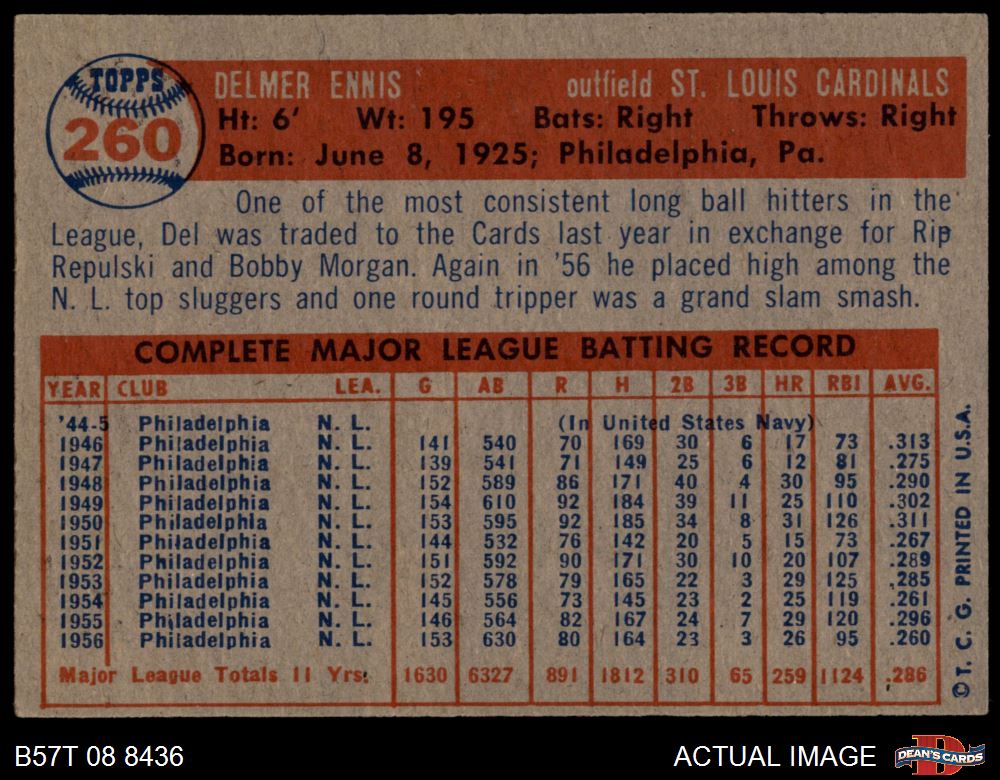 TOPPS
260
DELMER ENNIS outfield ST. LOUIS CARDINALS
Ht: 6' Wt: 195 Bats: Right Throws: Right
Born: June 8, 1925; Philadelphia, Pa.
One of the most consistent long ball hitters in the
League, Del was traded to the Cards last year in exchange for Rip
Repulski and Bobby Morgan. Again in '56 he placed high among the
N. L. top sluggers and one round tripper was a grand slam smash.
COMPLETE MAJOR LEAGUE BATTING RECORD
YEAR CLUB LEA. G AB R H 2B 3B HR RBI AVG.
'44-5 Philadelphia N. L. (In United States Navy)
1946 Philadelphia N. L. 141 540 70 169 30 6 17 73 .313
1947 Philadelphia N. L. 139 541 71 149 25 6 12 81 .275
1948 Philadelphia N. L. 152 589 86 171 40 4 30 95 .290
1949 Philadelphia N. L. 154 610 92 184 39 11 25 110 .302
1950 Philadelphla N. L. 153 595 92 185 34 8 31 126 .311
1951 Philadelphia N. L. 144 532 76 142 20 5 15 73 .267
1952 Philadelphia N. L. 151 592 90 171 30 10 20 107 .289
1953 Philadelphia N. L. 152 578 79 165 22 3 29 125 .285
1954 Philadelphia N. L. 145 556 73 145 23 2 25 119 .261
1955 Philadelphia N. L. 146 564 82 167 24 7 29 120 .296
1956 Philadelphia N. L. 153 630 80 164 23 3 26 95 .260
Major League Totals 11 Yrs. 1630 6327 891 1812 310 65 259 1124 .286
© T. C. G. PRINTED IN U.S.A.
B57T 08 8436 ACTUAL IMAGE
D
DEAN'S CARDS